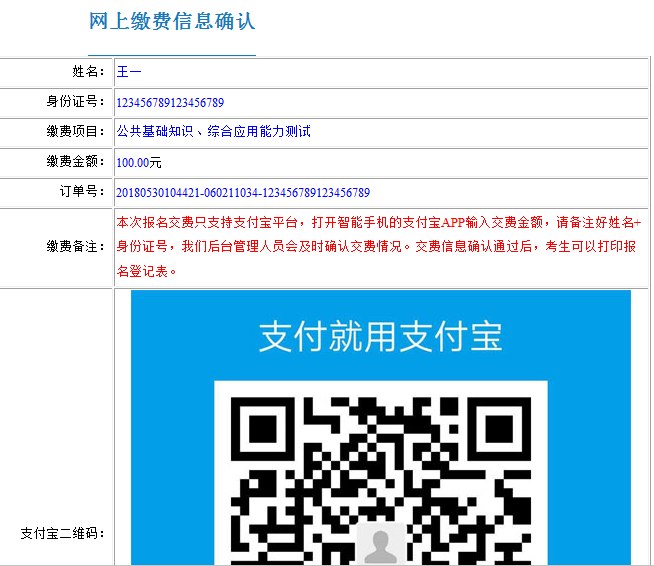 网上缴费信息确认
姓名： 王一
身份证号： 123456789123456789
缴费项目： 公共基础知识、综合应用能力测试
缴费金额： 100.00元
订单号： 20180530104421-060211034-123456789123456789
缴费备注： 本次报名交费只支持支付宝平台，打开智能手机的支付宝APP输入交费金额，请备注好姓名+
身份证号，我们后台管理人员会及时确认交费情况。交费信息确认通过后，考生可以打印报
名登记表。
支付就用支付宝
支付宝二维码：